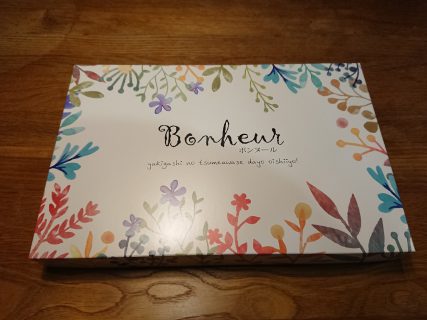 Bonheur
ボンヌール
yakigashi no tsumeawase dayo oishiiyo!